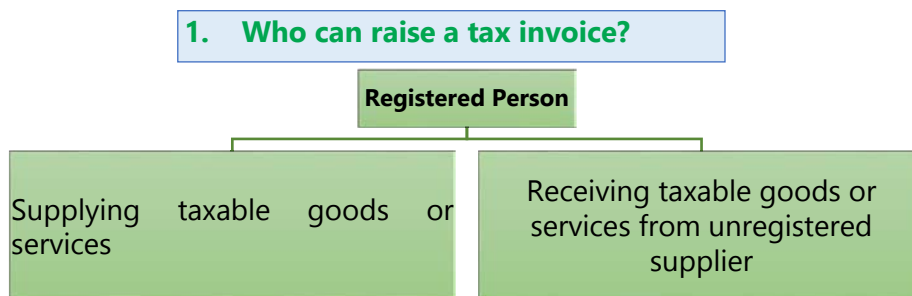 1. Who can raise a tax invoice?
Registered Person
Supplying taxable goods or
services
Receiving taxable goods or
services from unregistered
supplier